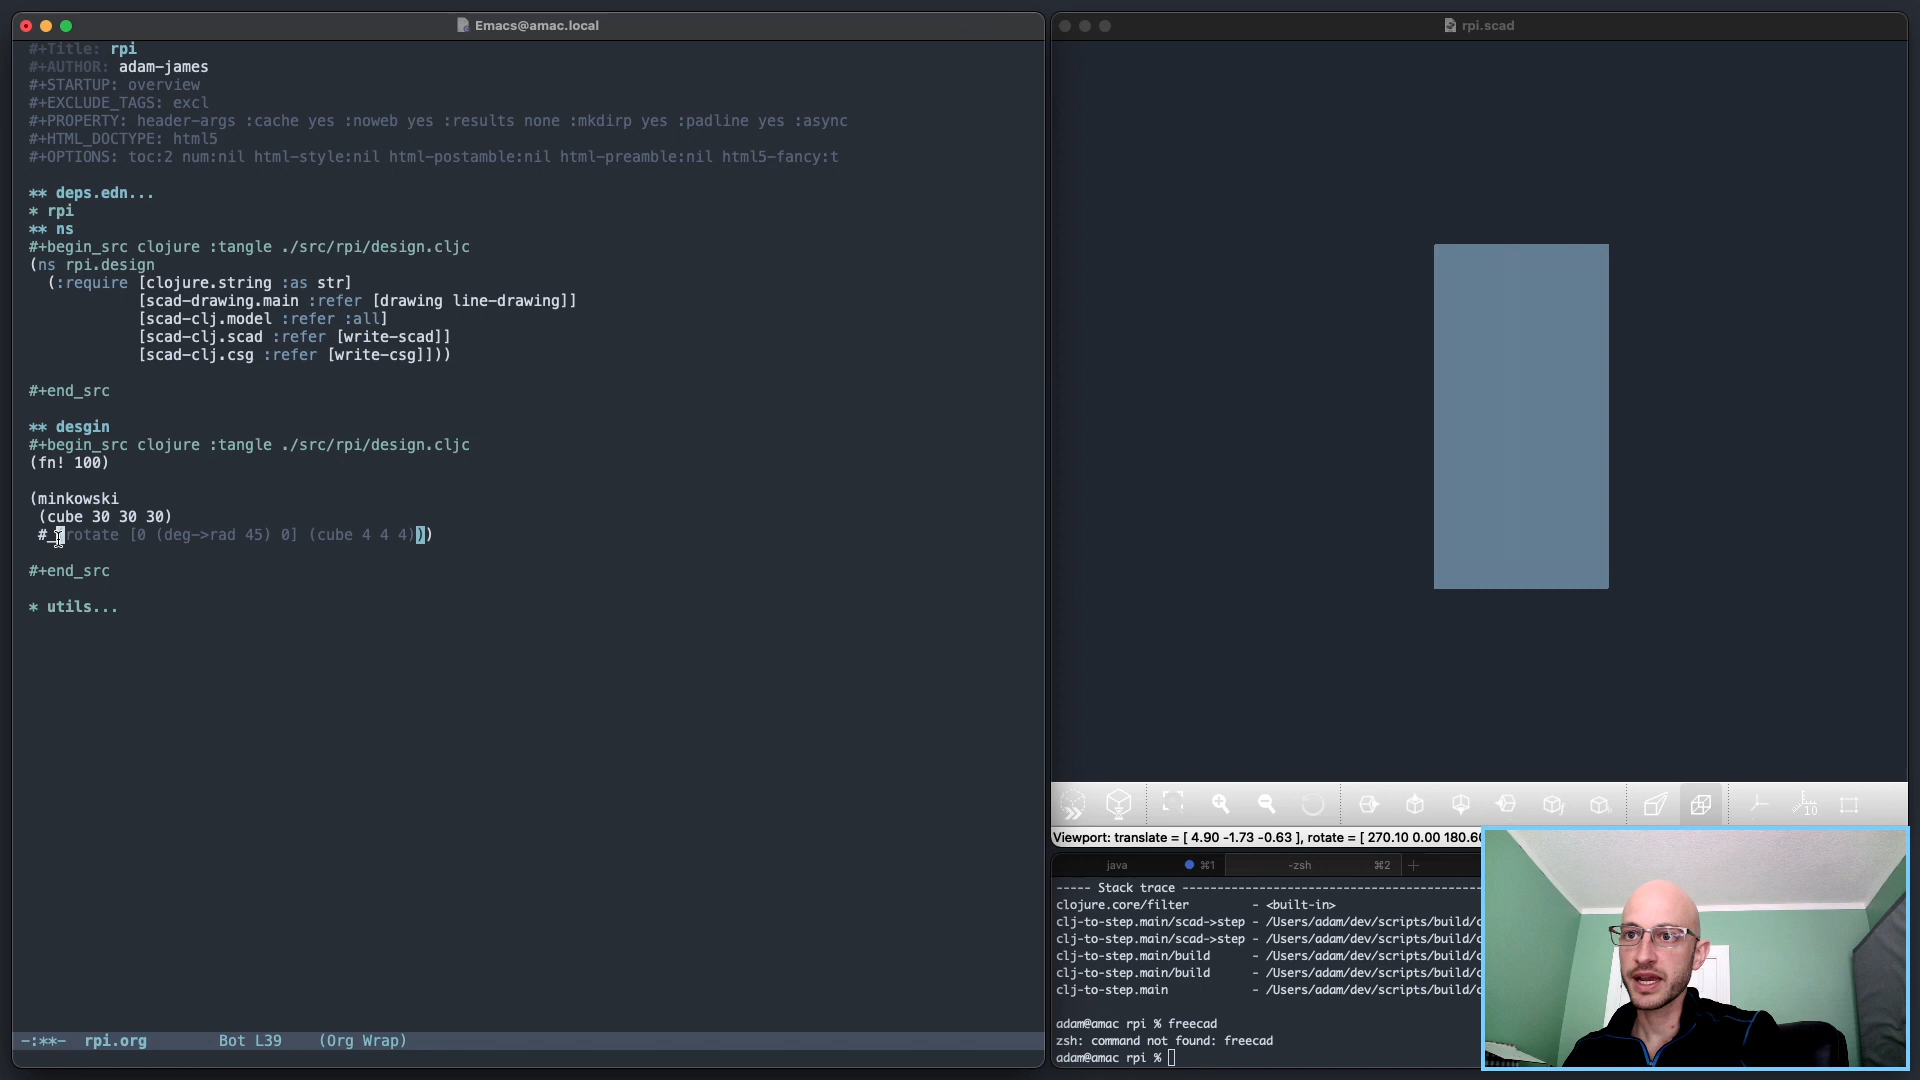 Emacs@amac.local
#+Title: rpi
#+AUTHOR: adam-james
#+STARTUP: overview
#+EXCLUDE_TAGS: excl
#+PROPERTY: header-args :cache yes :noweb yes :results none :mkdirp yes :padline yes :async
#+HTML_DOCTYPE: html5
#+OPTIONS: toc:2 num:nil html-style:nil html-postamble:nil html-preamble:nil html5-fancy:t
** deps.edn...
* rpi
** ns
#+begin_src clojure :tangle ./src/rpi/design.cljc
(ns rpi.design
(:require [clojure.string :as str]
[scad-drawing.main :refer [drawing line-drawing]]
[scad-clj.model :refer :all]
[scad-clj.scad :refer [write-scad]]
[scad-clj.csg :refer [write-csg]]))
#+end_src
** desgin
#+begin_src clojure :tangle ./src/rpi/design.cljc
(fn! 100)
(minkowski
(cube 30 30 30)
#_(rotate [0 (deg->rad 45) 0] (cube 4 4 4)))
#+end_src
* utils...
-:**- rpi.org Bot L39 (Org Wrap)
rpi.scad
10
Viewport: translate = [ 4.90 -1.73 -0.63 ], rotate = [ 270.10 0.00 180.60
java ⌘1 -zsh ⌘2 +
----- Stack trace -----------------------------------
clojure.core/filter - <built-in>
clj-to-step.main/scad->step - /Users/adam/dev/scripts/build/c
clj-to-step.main/scad->step - /Users/adam/dev/scripts/build/c
clj-to-step.main/build - /Users/adam/dev/scripts/build/c
clj-to-step.main/build - /Users/adam/dev/scripts/build/c
clj-to-step.main - /Users/adam/dev/scripts/build/c
adam@amac rpi % freecad
zsh: command not found: freecad
adam@amac rpi %